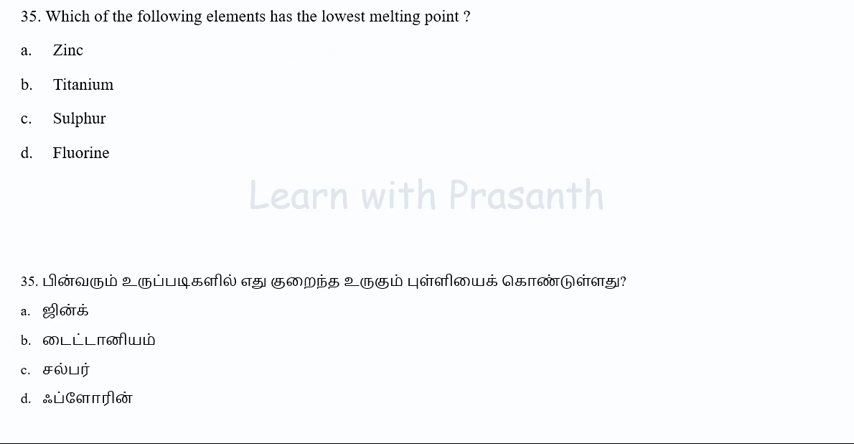 35. Which of the following elements has the lowest melting point ?
a. Zinc
b. Titanium
c. Sulphur
d. Fluorine
Learn with Prasanth
35. பின்வரும் உருப்படிகளில் எது குறைந்த உருகும் புள்ளியைக் கொண்டுள்ளது?
a. ஜின்க்
b. டைட்டானியம்
c. சல்பர்
d. ஃப்ளோரின்